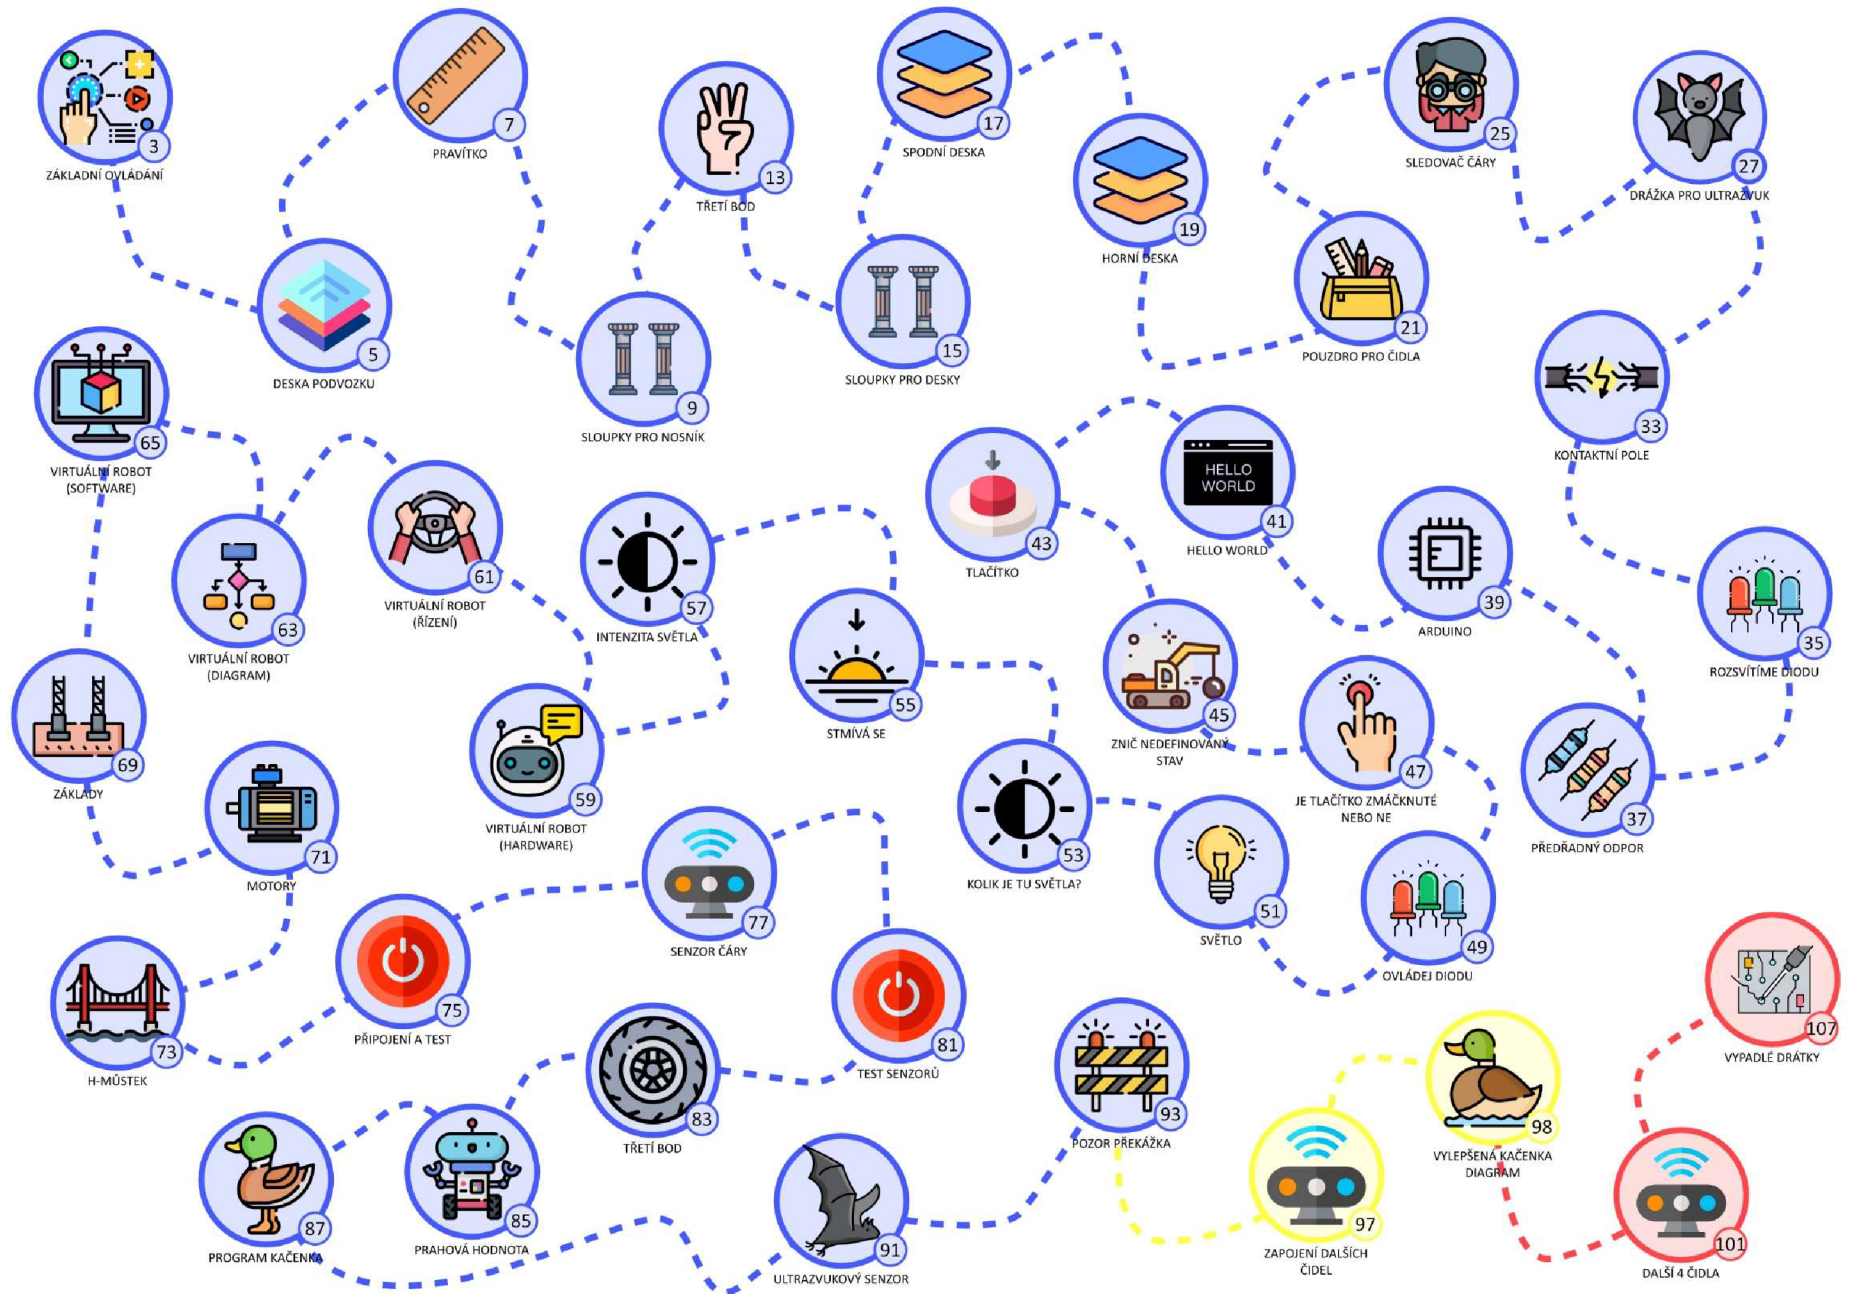 3
ZÁKLADNÍ OVLÁDÁNÍ
5
DESKA PODVOZKU
7
PRAVÍTKO
9
SLOUPKY PRO NOSNÍK
13
TŘETÍ BOD
15
SLOUPKY PRO DESKY
17
SPODNÍ DESKA
19
HORNÍ DESKA
21
POUZDRO PRO ČIDLA
25
SLEDOVAČ ČÁRY
27
DRÁŽKA PRO ULTRAZVUK
33
KONTAKTNÍ POLE
35
ROZSVÍTÍME DIODU
37
PŘEDŘADNÝ ODPOR
39
ARDUINO
HELLO
WORLD
41
HELLO WORLD
43
TLAČÍTKO
45
ZNIČ NEDEFINOVANÝ
STAV
47
JE TLAČÍTKO ZMÁČKNUTÉ
NEBO NE
49
OVLÁDEJ DIODU
51
SVĚTLO
53
KOLIK JE TU SVĚTLA?
55
STMÍVÁ SE
57
INTENZITA SVĚTLA
59
VIRTUÁLNÍ ROBOT
(HARDWARE)
61
VIRTUÁLNÍ ROBOT
(ŘÍZENÍ)
63
VIRTUÁLNÍ ROBOT
(DIAGRAM)
65
VIRTUÁLNÍ ROBOT
(SOFTWARE)
69
ZÁKLADY
71
MOTORY
73
H-MŮSTEK
75
PŘIPOJENÍ A TEST
77
SENZOR ČÁRY
81
TEST SENZORŮ
83
TŘETÍ BOD
85
PRAHOVÁ HODNOTA
87
PROGRAM KAČENKA
91
ULTRAZVUKOVÝ SENZOR
93
POZOR PŘEKÁŽKA
97
ZAPOJENÍ DALŠÍCH
ČIDEL
98
VYLEPŠENÁ KAČENKA
DIAGRAM
101
DALŠÍ 4 ČIDLA
107
VYPADLÉ DRÁTKY